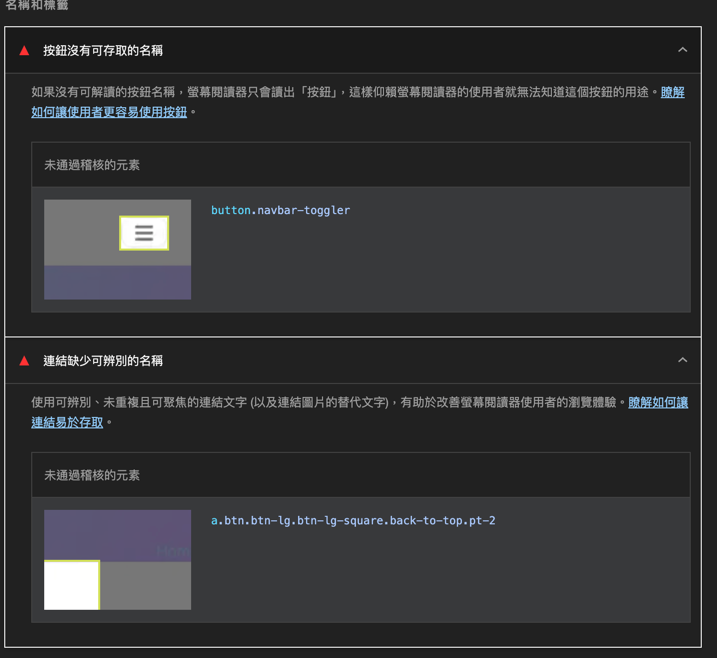 名稱和標籤
按鈕沒有可存取的名稱
如果沒有可解讀的按鈕名稱，螢幕閱讀器只會讀出「按鈕」，這樣仰賴螢幕閱讀器的使用者就無法知道這個按鈕的用途。瞭解
如何讓使用者更容易使用按鈕。
未通過稽核的元素
button.navbar-toggler
連結缺少可辨別的名稱
使用可辨別、未重複且可聚焦的連結文字 (以及連結圖片的替代文字)，有助於改善螢幕閱讀器使用者的瀏覽體驗。瞭解如何讓
連結易於存取。
未通過稽核的元素
a.btn.btn-lg.btn-lg-square.back-to-top.pt-2